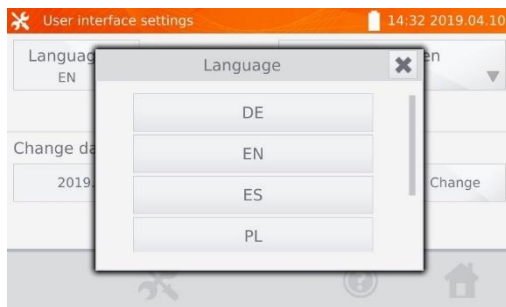 User interface settings 14:32 2019.04.10
Languag
EN
en
Language
DE
EN
ES
PL
Change da
2019.
Change